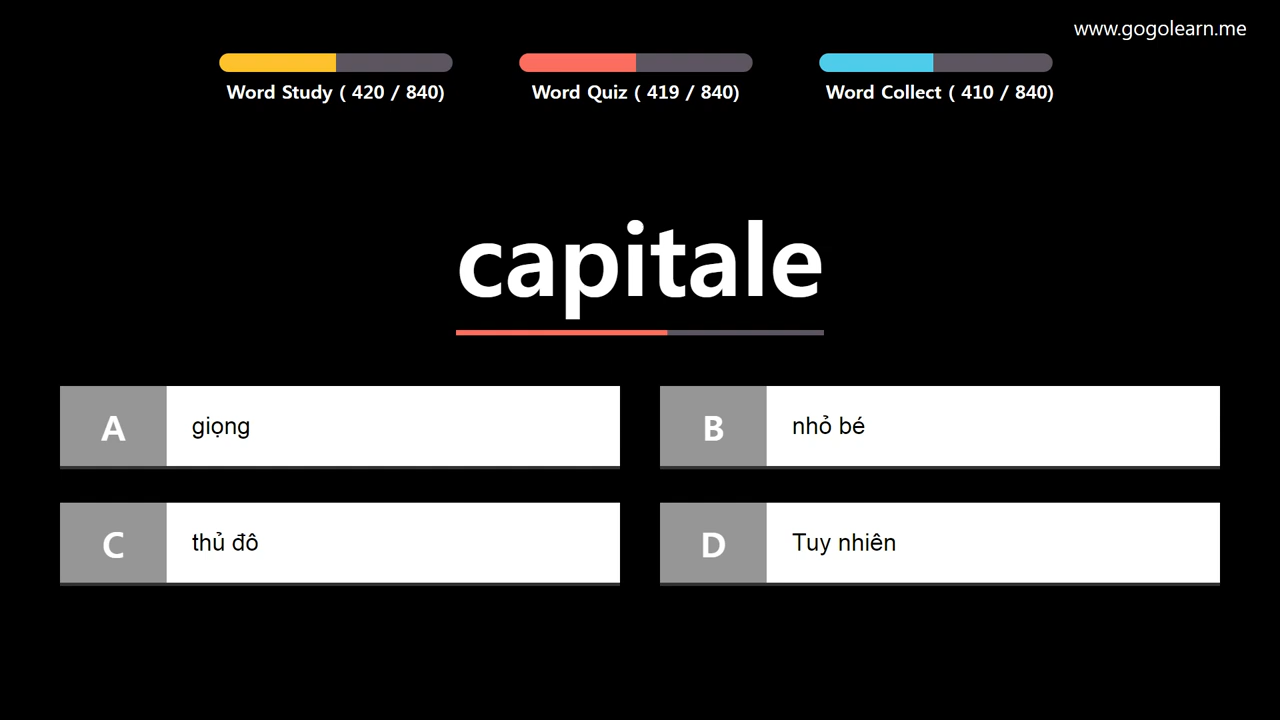 www.gogolearn.me
Word Study ( 420 / 840)
Word Quiz ( 419 / 840)
Word Collect ( 410 / 840)
capitale
A giọng
B nhỏ bé
C thủ đô
D Tuy nhiên